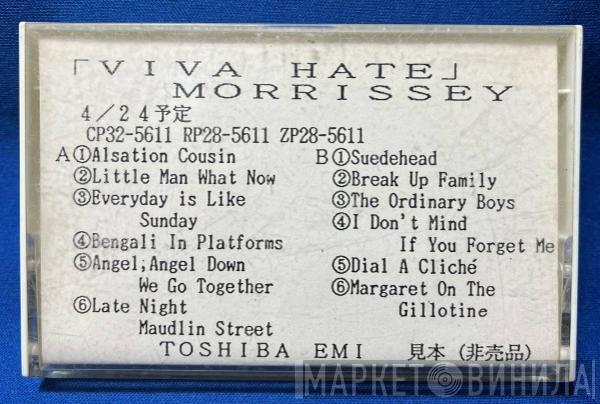 「VIVA HATE」
MORRISSEY
4／24予定
CP32-5611 RP28-5611 ZP28-5611
A①Alsation Cousin
②Little Man What Now
③Everyday is Like
Sunday
④Bengali In Platforms
⑤Angel;Angel Down
We Go Together
⑥Late Night
Maudlin Street
B①Suedehead
②Break Up Family
③The Ordinary Boys
④I Don't Mind
If You Forget Me
⑤Dial A Cliché
⑥Margaret On The
Gillotine
TOSHIBA EMI 見本(非売品)
МАРКЕТ ВИНИЛА